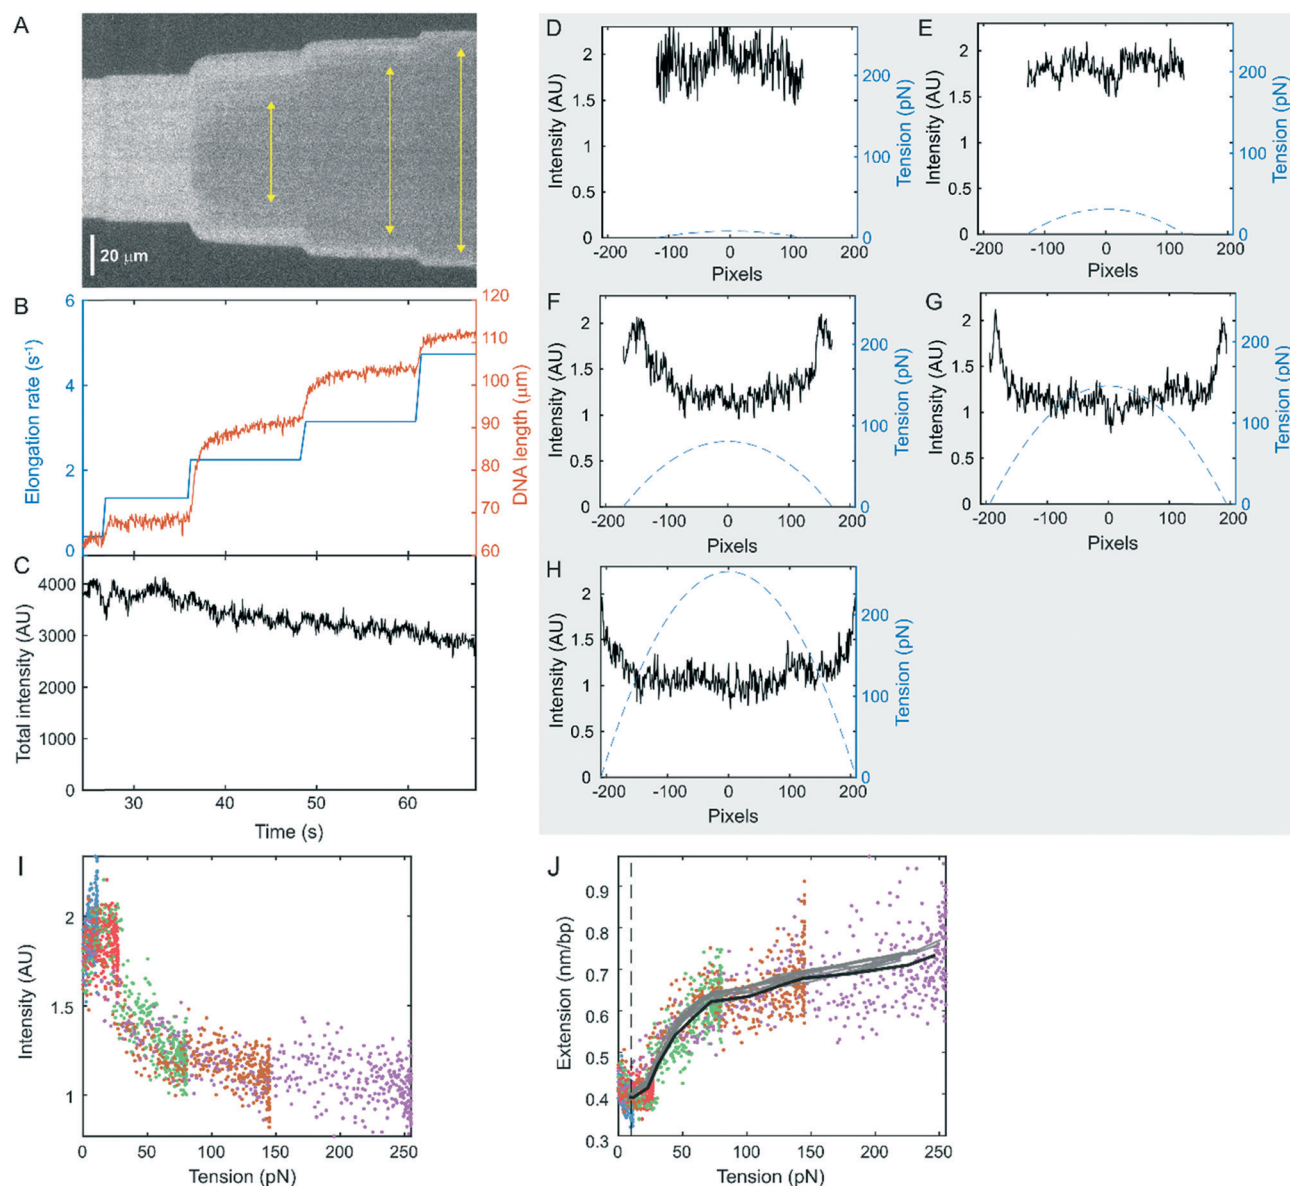 A
20 μm
B
Elongation rate (s⁻¹)
6
4
2
0
120
110
100
90
80
70
60
DNA length (μm)
C
Total intensity (AU)
4000
3000
2000
1000
0
30 40 50 60
Time (s)
D
Intensity (AU)
2
1.5
1
0.5
0
-200 -100 0 100 200
Pixels
200
100
0
Tension (pN)
E
Intensity (AU)
2
1.5
1
0.5
0
-200 -100 0 100 200
Pixels
200
100
0
Tension (pN)
F
Intensity (AU)
2
1.5
1
0.5
0
-200 -100 0 100 200
Pixels
200
100
0
Tension (pN)
G
Intensity (AU)
2
1.5
1
0.5
0
-200 -100 0 100 200
Pixels
200
100
0
Tension (pN)
H
Intensity (AU)
2
1.5
1
0.5
0
-200 -100 0 100 200
Pixels
200
100
0
Tension (pN)
I
Intensity (AU)
2
1.5
1
0 50 100 150 200 250
Tension (pN)
J
Extension (nm/bp)
0.9
0.8
0.7
0.6
0.5
0.4
0.3
0 50 100 150 200 250
Tension (pN)